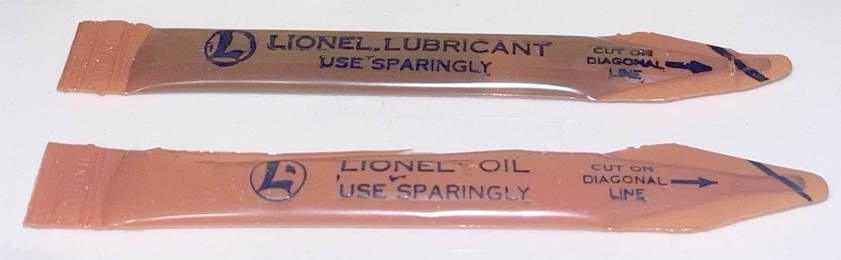 L LIONEL LUBRICANT
USE SPARINGLY
CUT ON
DIAGONAL
LINE
L LIONEL OIL
USE SPARINGLY
CUT ON
DIAGONAL
LINE